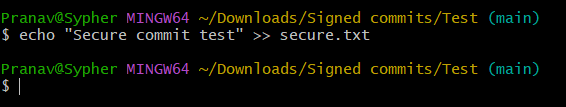 Pranav@Sypher MINGW64 ~/Downloads/Signed commits/Test (main)
$ echo "Secure commit test" >> secure.txt
Pranav@Sypher MINGW64 ~/Downloads/Signed commits/Test (main)
$